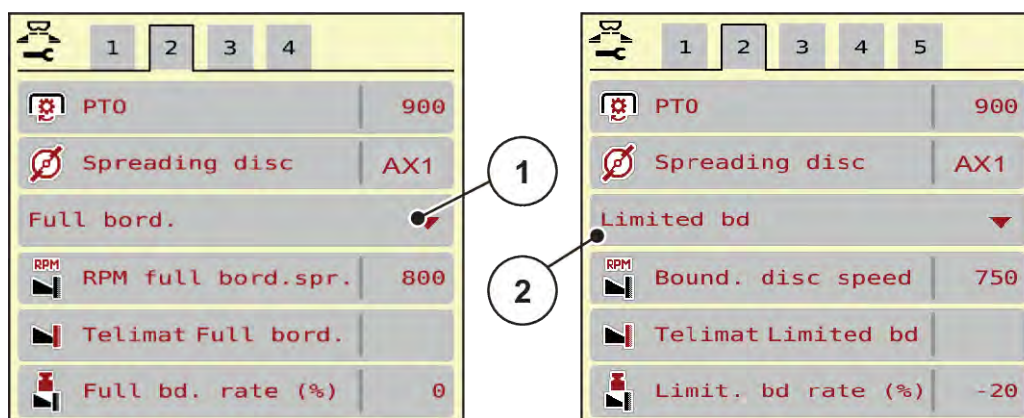 1 2 3 4
PTO 900
Spreading disc AX1
Full bord.
RPM RPM full bord.spr. 800
Telimat Full bord.
Full bd. rate (%) 0
1
2
1 2 3 4 5
PTO 900
Spreading disc AX1
Limited bd
RPM Bound. disc speed 750
Telimat Limited bd
Limit. bd rate (%) -20